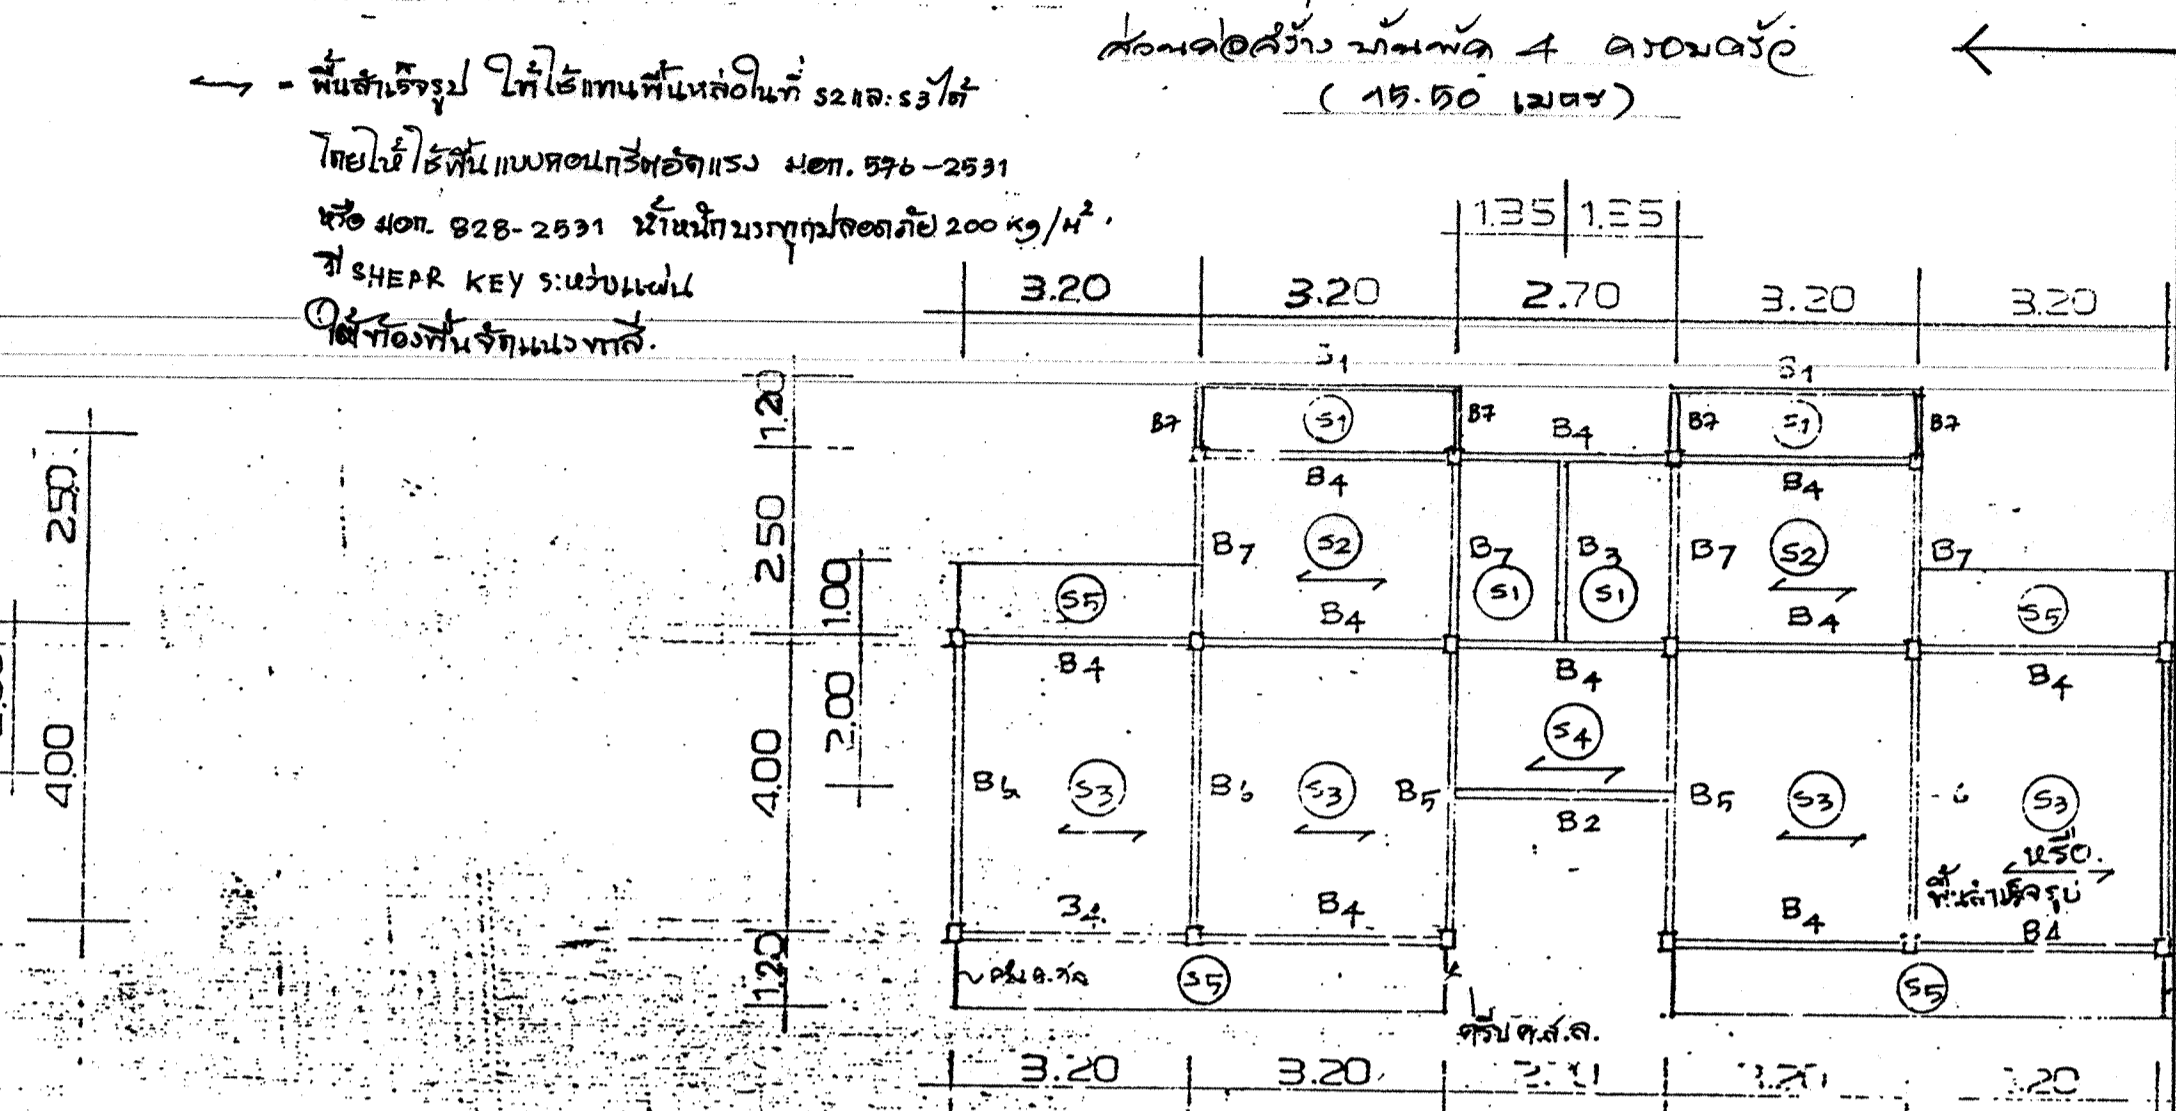 ส่วนต่อสร้าง บ้านพัก 4 ครอบครัว
(15.50 เมตร)
- พื้นสำเร็จรูป ให้ใช้แทนพื้นหล่อในที่ S2 และ S3 ได้
โดยให้ใช้พื้นแบบคอนกรีตอัดแรง มอก. 576-2531
หรือ มอก. 828-2531 น้ำหนักบรรทุกปลอดภัย 200 kg/M².
มี SHEAR KEY ระหว่างแผ่น
ใต้ท้องพื้นจัดแนวทาสี.
1.35 1.35
3.20 3.20 2.70 3.20 3.20
S1 S1
1.20
B7 S1 B7 B4 B7 S1 B7
B4 B4
2.50 2.50
B7 S2 B7 B3 B7 S2 B7
S1 S1
1.00
S5 B4 B4 S5
B4 B4 B4
2.00
S4
4.00 4.00
B6 S3 B6 S3 B5 B5 S3 S3
B2
หรือ
พื้นสำเร็จรูป
B4 B4 B4
1.20
S5 S5
ครีบ ค.ส.ล.
3.20 3.20 3.20